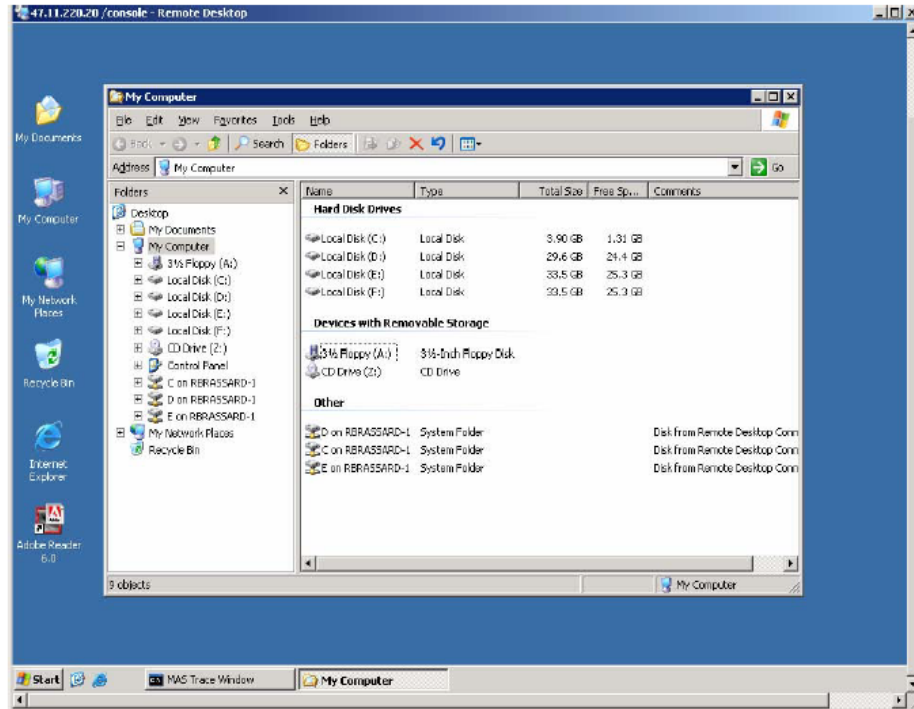 47.11.220.20 /console - Remote Desktop
My Documents
My Computer
My Network
Places
Recycle Bin
Internet
Explorer
Adobe Reader
6.0
My Computer
File Edit View Favorites Tools Help
Back Search Folders
Address My Computer Go
Folders
Desktop
My Documents
My Computer
3½ Floppy (A:)
Local Disk (C:)
Local Disk (D:)
Local Disk (E:)
Local Disk (F:)
CD Drive (Z:)
Control Panel
C on RBRASSARD-1
D on RBRASSARD-1
E on RBRASSARD-1
My Network Places
Recycle Bin
Name Type Total Size Free Sp... Comments
Hard Disk Drives
Local Disk (C:) Local Disk 3.90 GB 1.31 GB
Local Disk (D:) Local Disk 29.6 GB 24.4 GB
Local Disk (E:) Local Disk 33.5 GB 25.3 GB
Local Disk (F:) Local Disk 33.5 GB 25.3 GB
Devices with Removable Storage
3½ Floppy (A:) 3½-Inch Floppy Disk
CD Drive (Z:) CD Drive
Other
D on RBRASSARD-1 System Folder Disk from Remote Desktop Conn
C on RBRASSARD-1 System Folder Disk from Remote Desktop Conn
E on RBRASSARD-1 System Folder Disk from Remote Desktop Conn
9 objects My Computer
Start MAS Trace Window My Computer